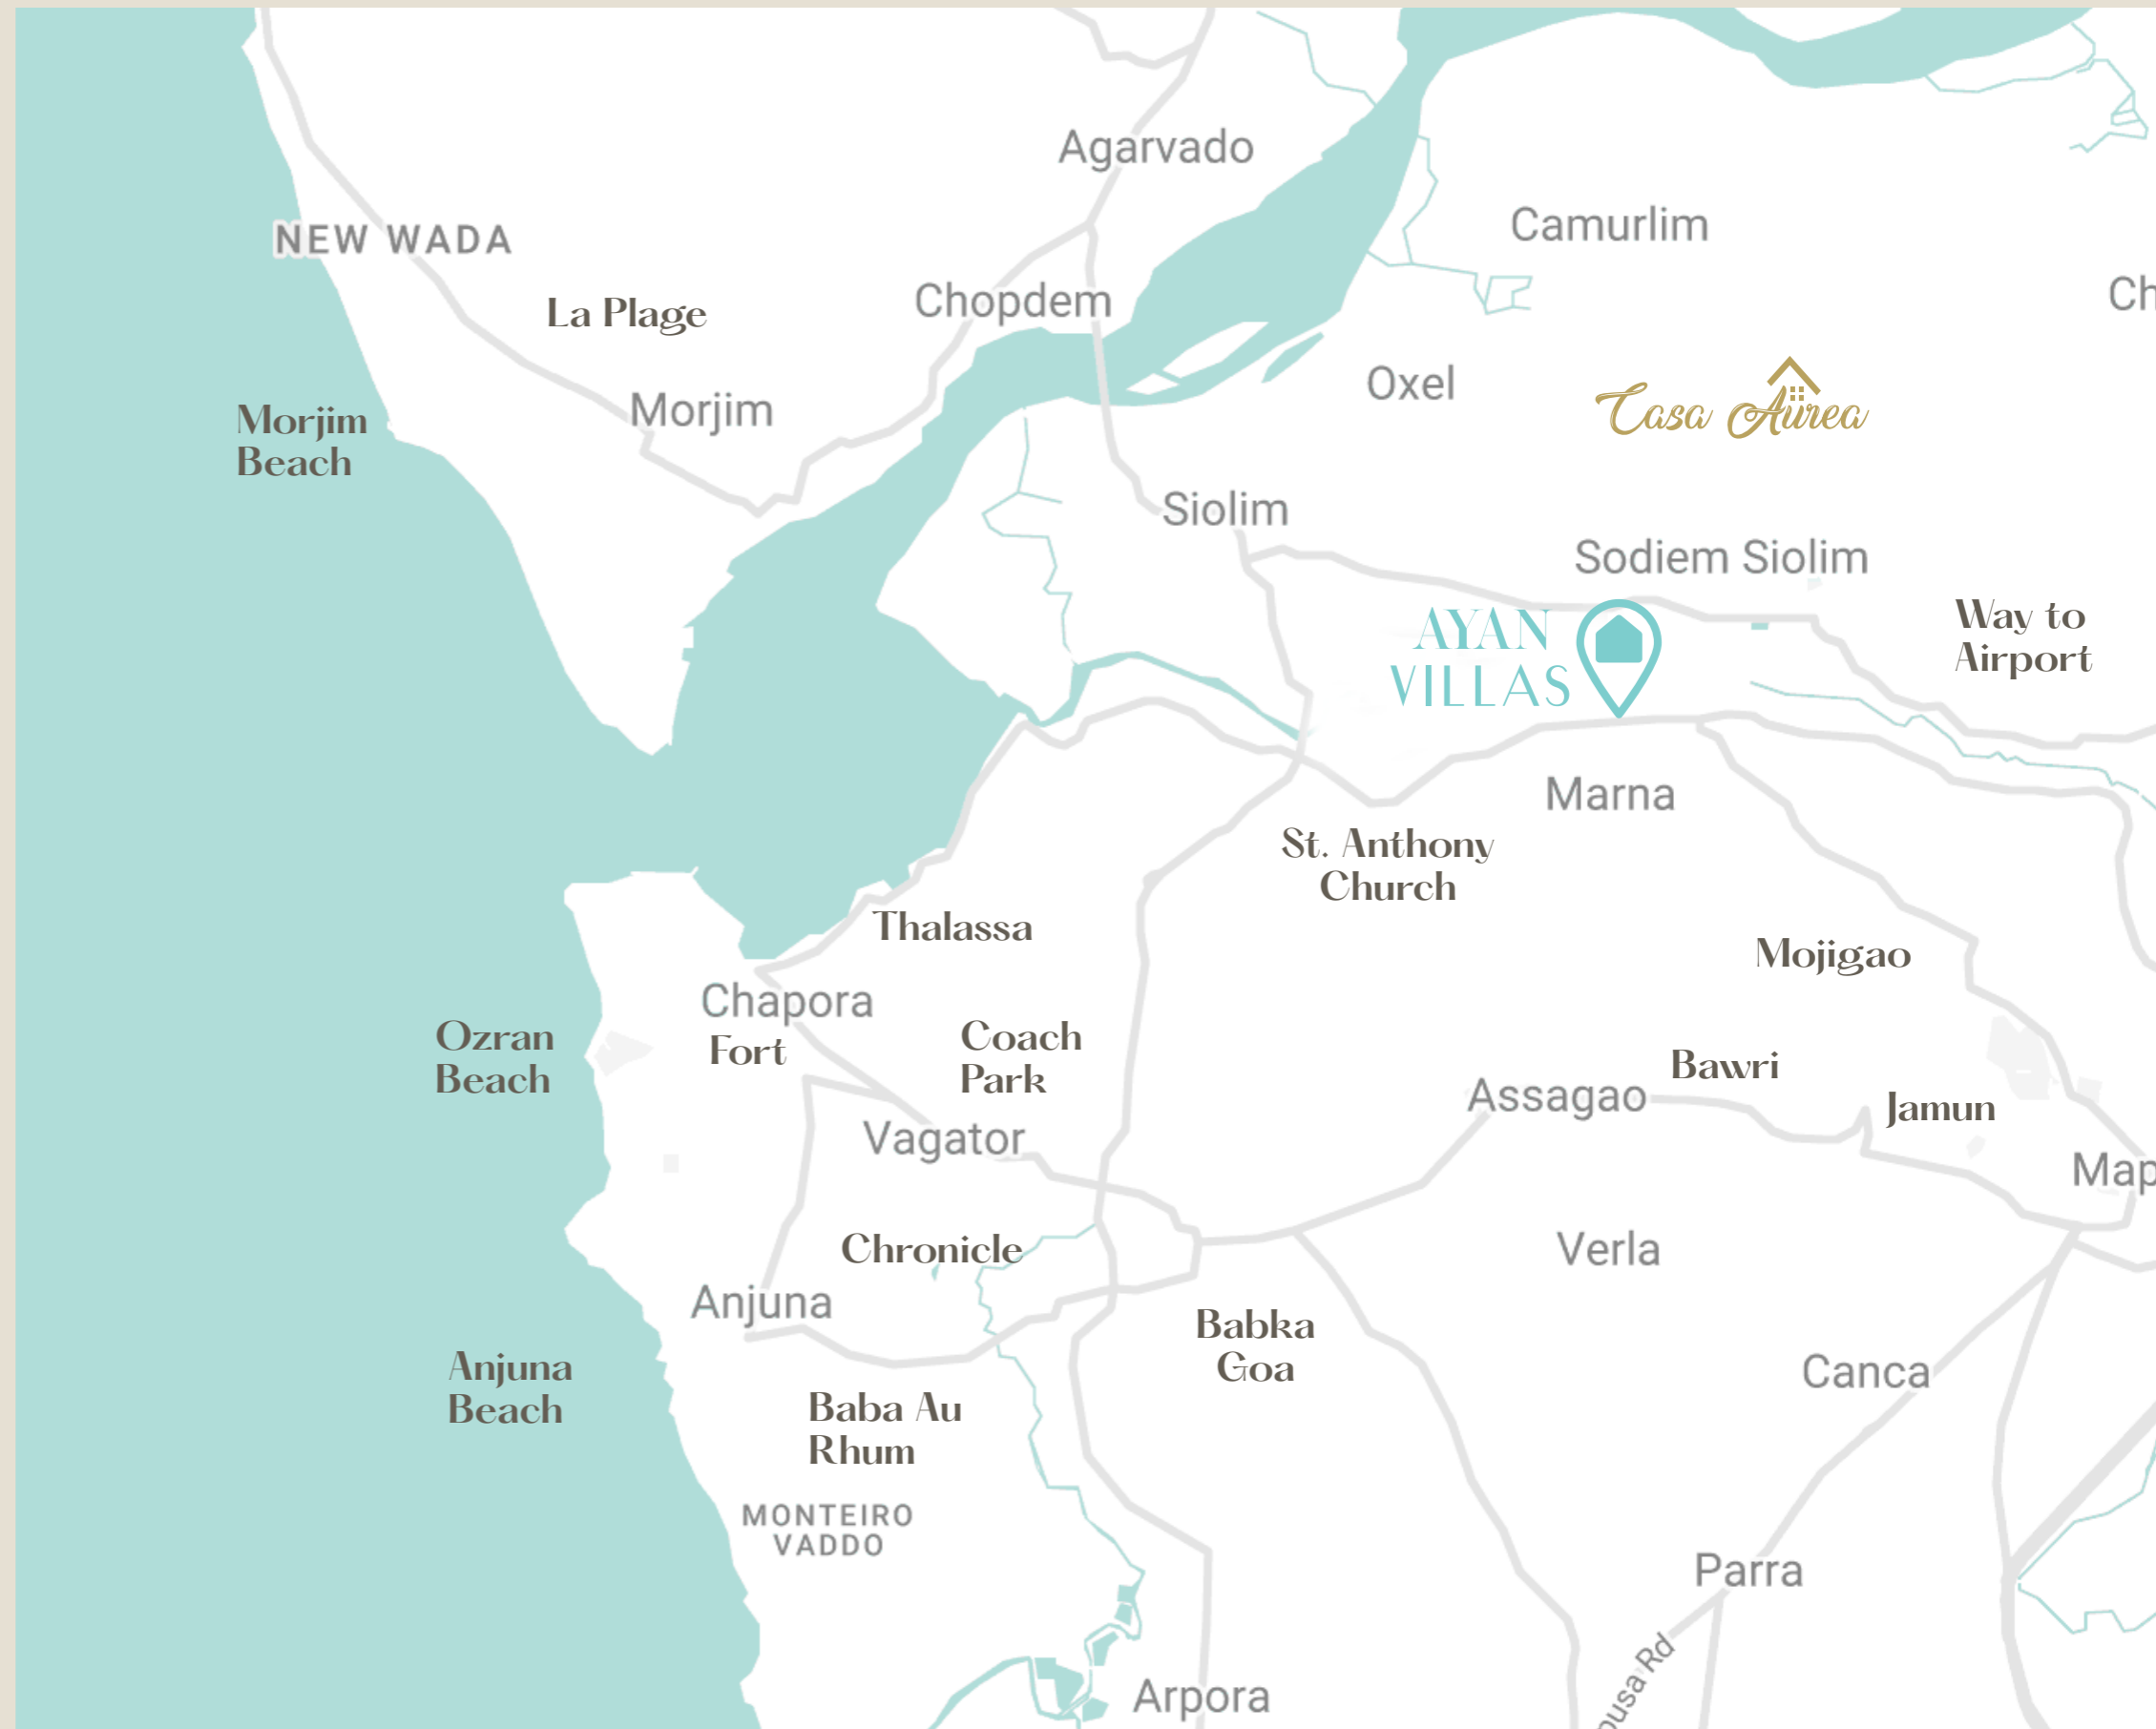 Agarvado
Camurlim
NEW WADA
Ch
La Plage
Chopdem
Oxel
Casa Aurea
Morjim
Beach
Morjim
Siolim
Sodiem Siolim
AYAN
VILLAS
Way to
Airport
Marna
St. Anthony
Church
Thalassa
Mojigao
Chapora
Fort
Ozran
Beach
Coach
Park
Bawri
Assagao
Jamun
Vagator
Map
Chronicle
Verla
Anjuna
Babka
Goa
Anjuna
Beach
Canca
Baba Au
Rhum
MONTEIRO
VADDO
Parra
ousa Rd
Arpora